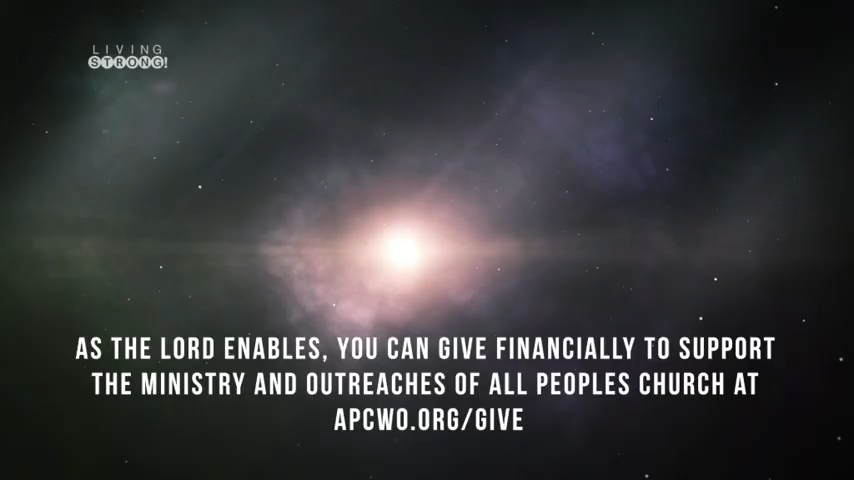 LIVING
STRONG!
AS THE LORD ENABLES, YOU CAN GIVE FINANCIALLY TO SUPPORT
THE MINISTRY AND OUTREACHES OF ALL PEOPLES CHURCH AT
APCWO.ORG/GIVE